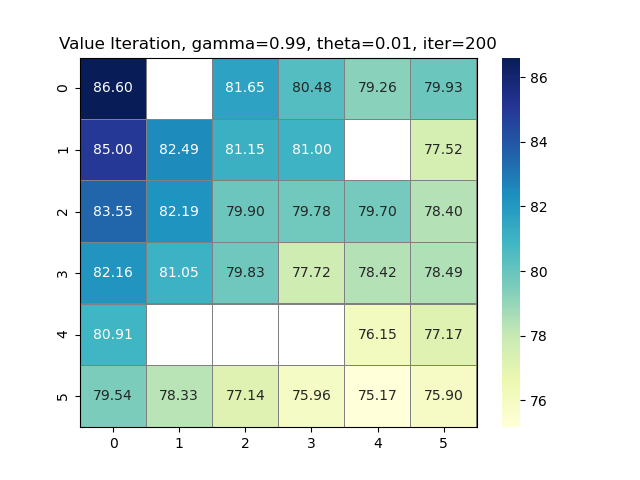 Value Iteration, gamma=0.99, theta=0.01, iter=200
0 86.60 81.65 80.48 79.26 79.93
1 85.00 82.49 81.15 81.00 77.52
2 83.55 82.19 79.90 79.78 79.70 78.40
3 82.16 81.05 79.83 77.72 78.42 78.49
4 80.91 76.15 77.17
5 79.54 78.33 77.14 75.96 75.17 75.90
0 1 2 3 4 5
86
84
82
80
78
76